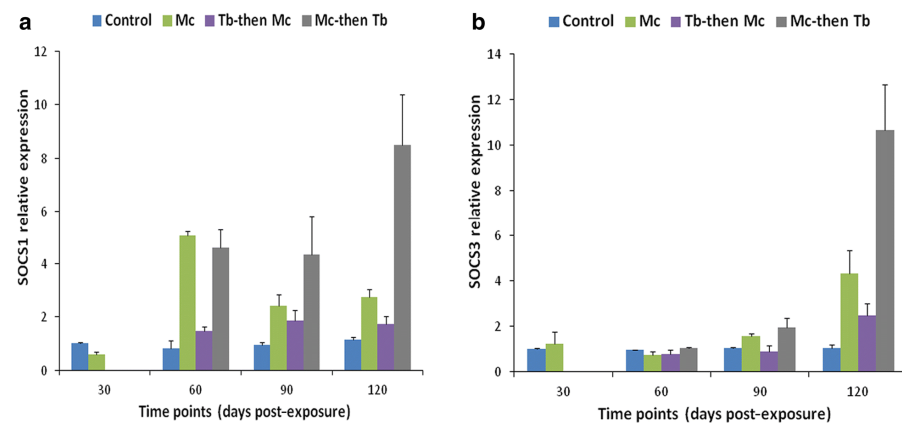 a
Control Mc Tb-then Mc Mc-then Tb
12
10
8
6
4
2
0
SOCS1 relative expression
30 60 90 120
Time points (days post-exposure)
b
Control Mc Tb-then Mc Mc-then Tb
14
12
10
8
6
4
2
0
SOCS3 relative expression
30 60 90 120
Time points (days post-exposure)